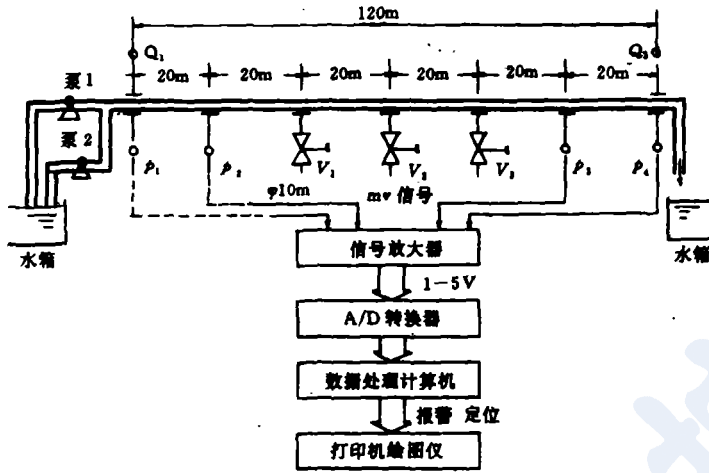 120m
Q₁
Q₂
20m 20m 20m 20m 20m 20m
泵1
泵2
p₁ p₂ V₁ V₂ V₃ p₃ p₄
φ10m mv 信号
水箱 水箱
信号放大器
1-5V
A/D 转换器
数据处理计算机
报警 定位
打印机绘图仪